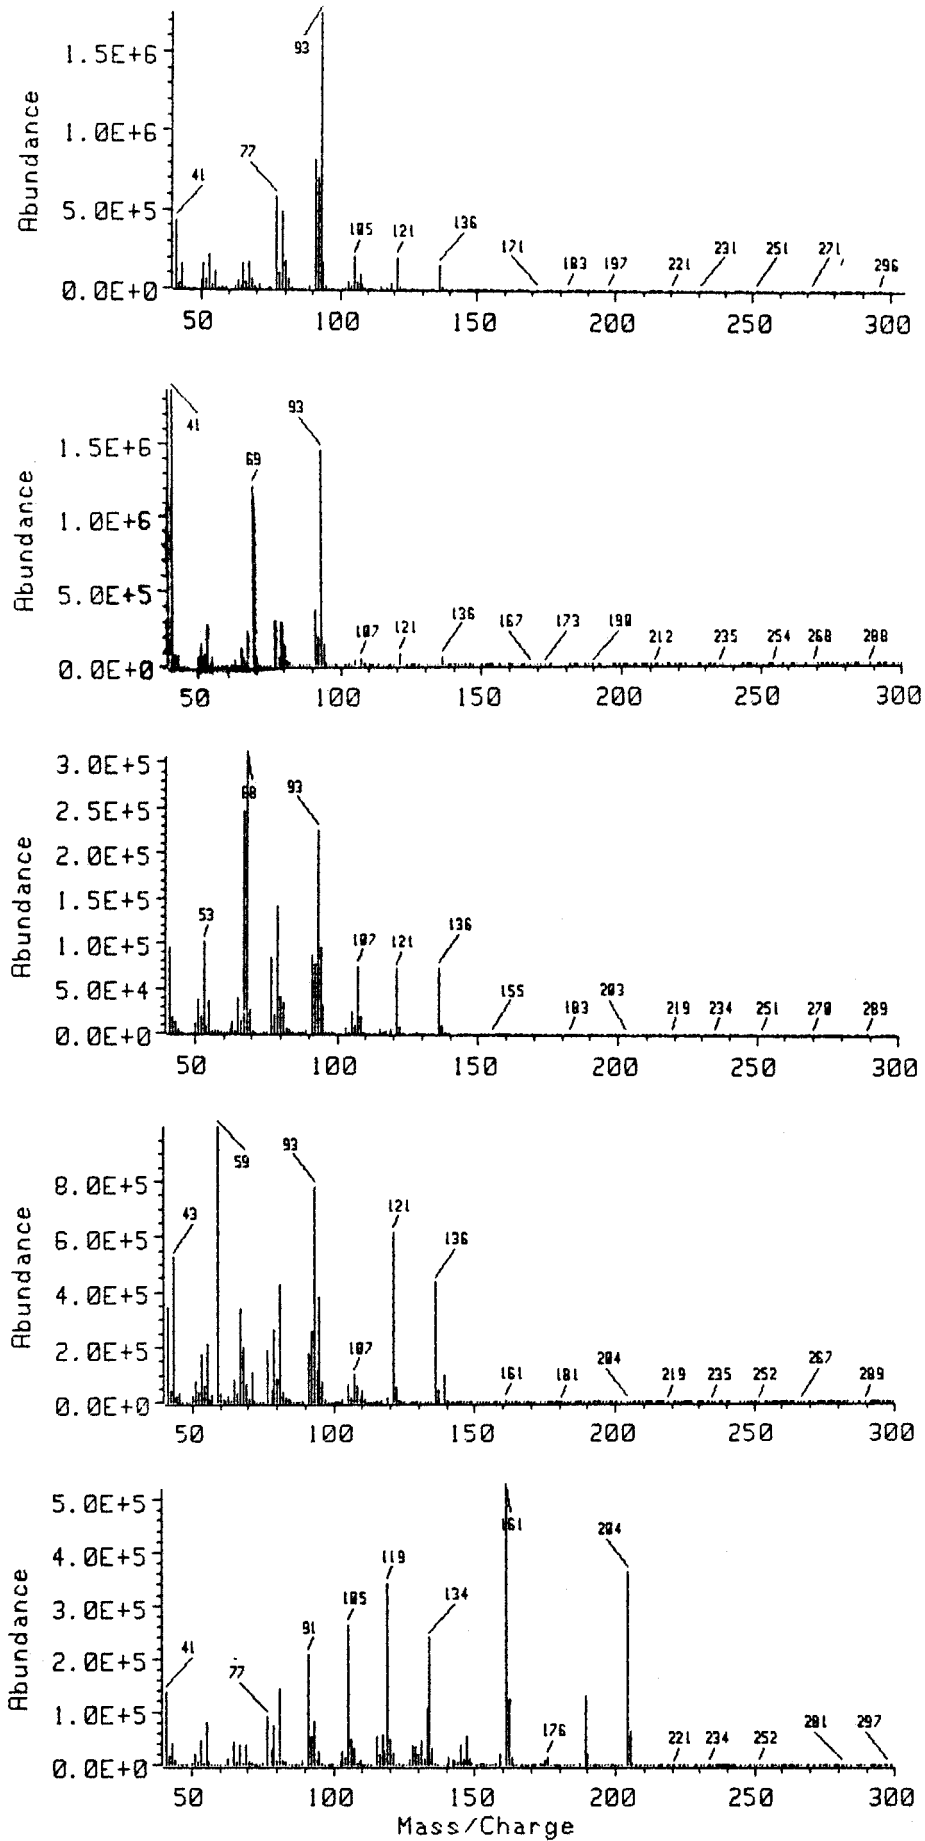 93
1.5E+6
1.0E+6
77
41
5.0E+5
105 121 136 171 183 197 221 231 251 271 296
0.0E+0
50 100 150 200 250 300
Abundance
41
93
1.5E+6
69
1.0E+6
5.0E+5
107 121 136 167 173 190 212 235 254 268 288
0.0E+0
50 100 150 200 250 300
Abundance
3.0E+5
68
93
2.5E+5
2.0E+5
1.5E+5
53
1.0E+5
107 121 136
5.0E+4
155 183 203 219 234 251 270 289
0.0E+0
50 100 150 200 250 300
Abundance
59
93
8.0E+5
43
121
6.0E+5
136
4.0E+5
2.0E+5
107
161 181 204 219 235 252 267 289
0.0E+0
50 100 150 200 250 300
Abundance
5.0E+5
161
204
4.0E+5
119
3.0E+5
105
134
91
2.0E+5
41
77
1.0E+5
176 221 234 252 281 297
0.0E+0
50 100 150 200 250 300
Abundance
Mass/Charge